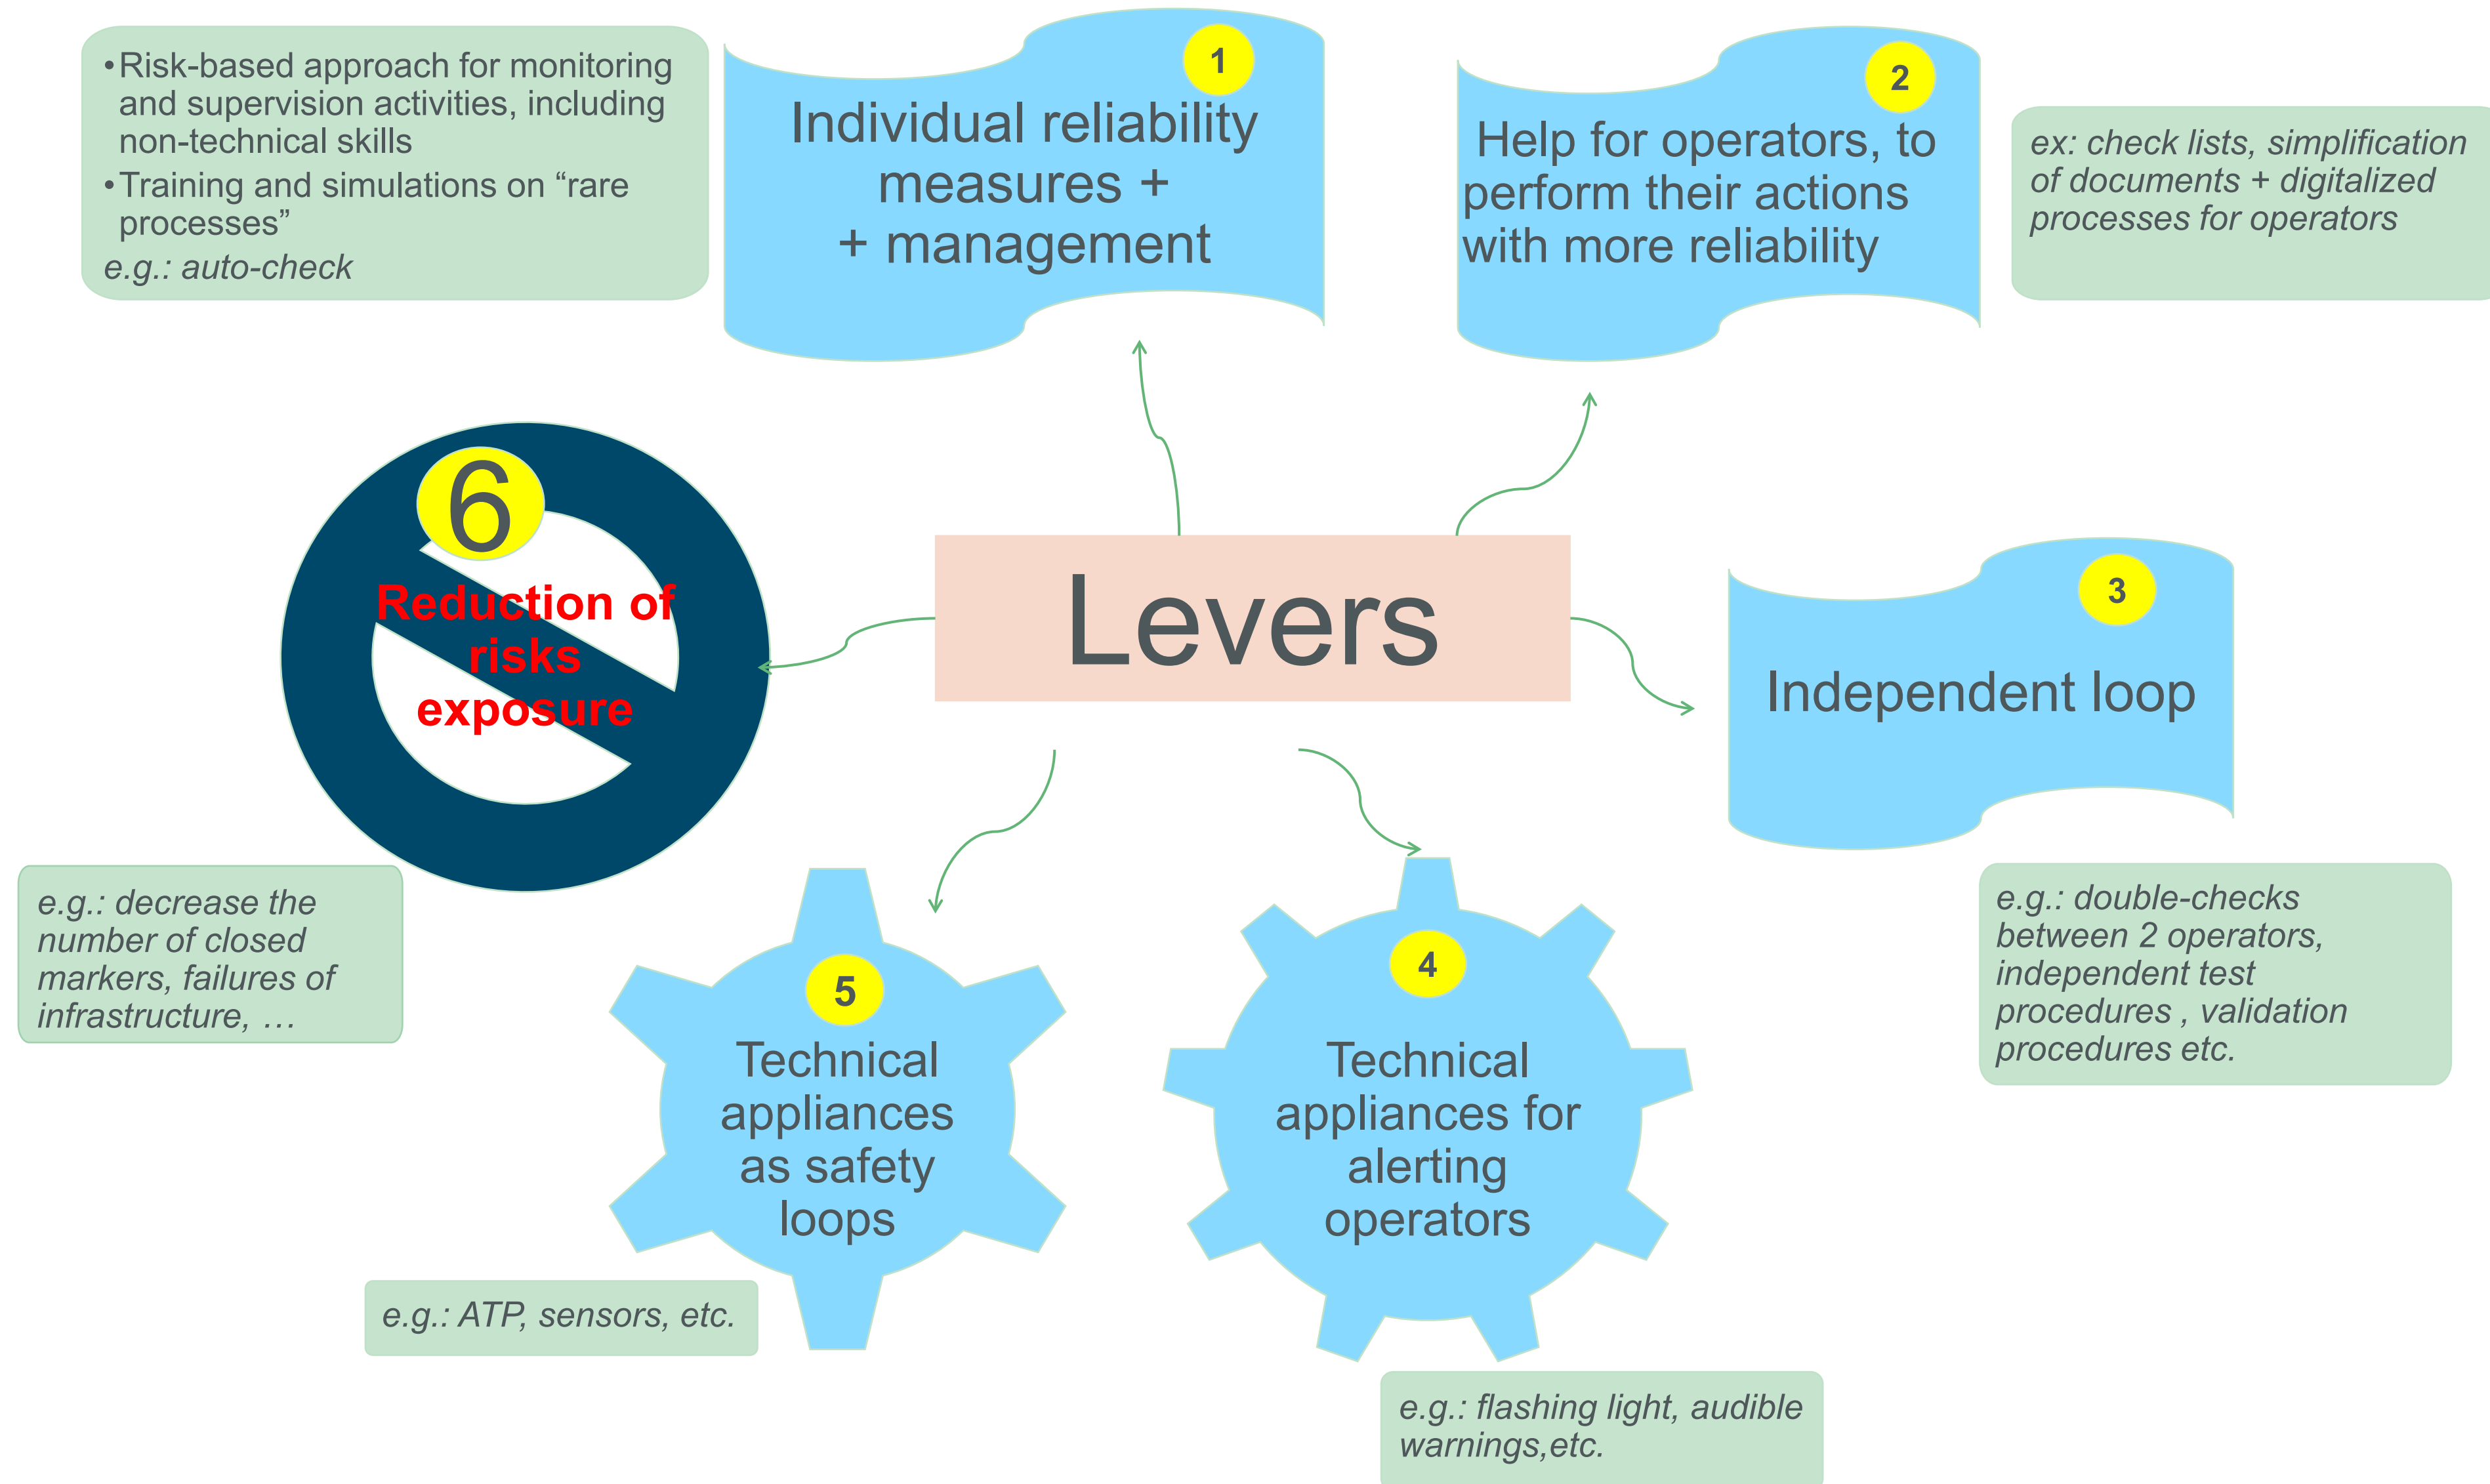 •Risk-based approach for monitoring
and supervision activities, including
non-technical skills
•Training and simulations on “rare
processes”
e.g.: auto-check
1
Individual reliability
measures +
+ management
2
Help for operators, to
perform their actions
with more reliability
ex: check lists, simplification
of documents + digitalized
processes for operators
6
Reduction of
risks
exposure
Levers
3
Independent loop
e.g.: decrease the
number of closed
markers, failures of
infrastructure, …
5
Technical
appliances
as safety
loops
4
Technical
appliances for
alerting
operators
e.g.: double-checks
between 2 operators,
independent test
procedures , validation
procedures etc.
e.g.: ATP, sensors, etc.
e.g.: flashing light, audible
warnings,etc.